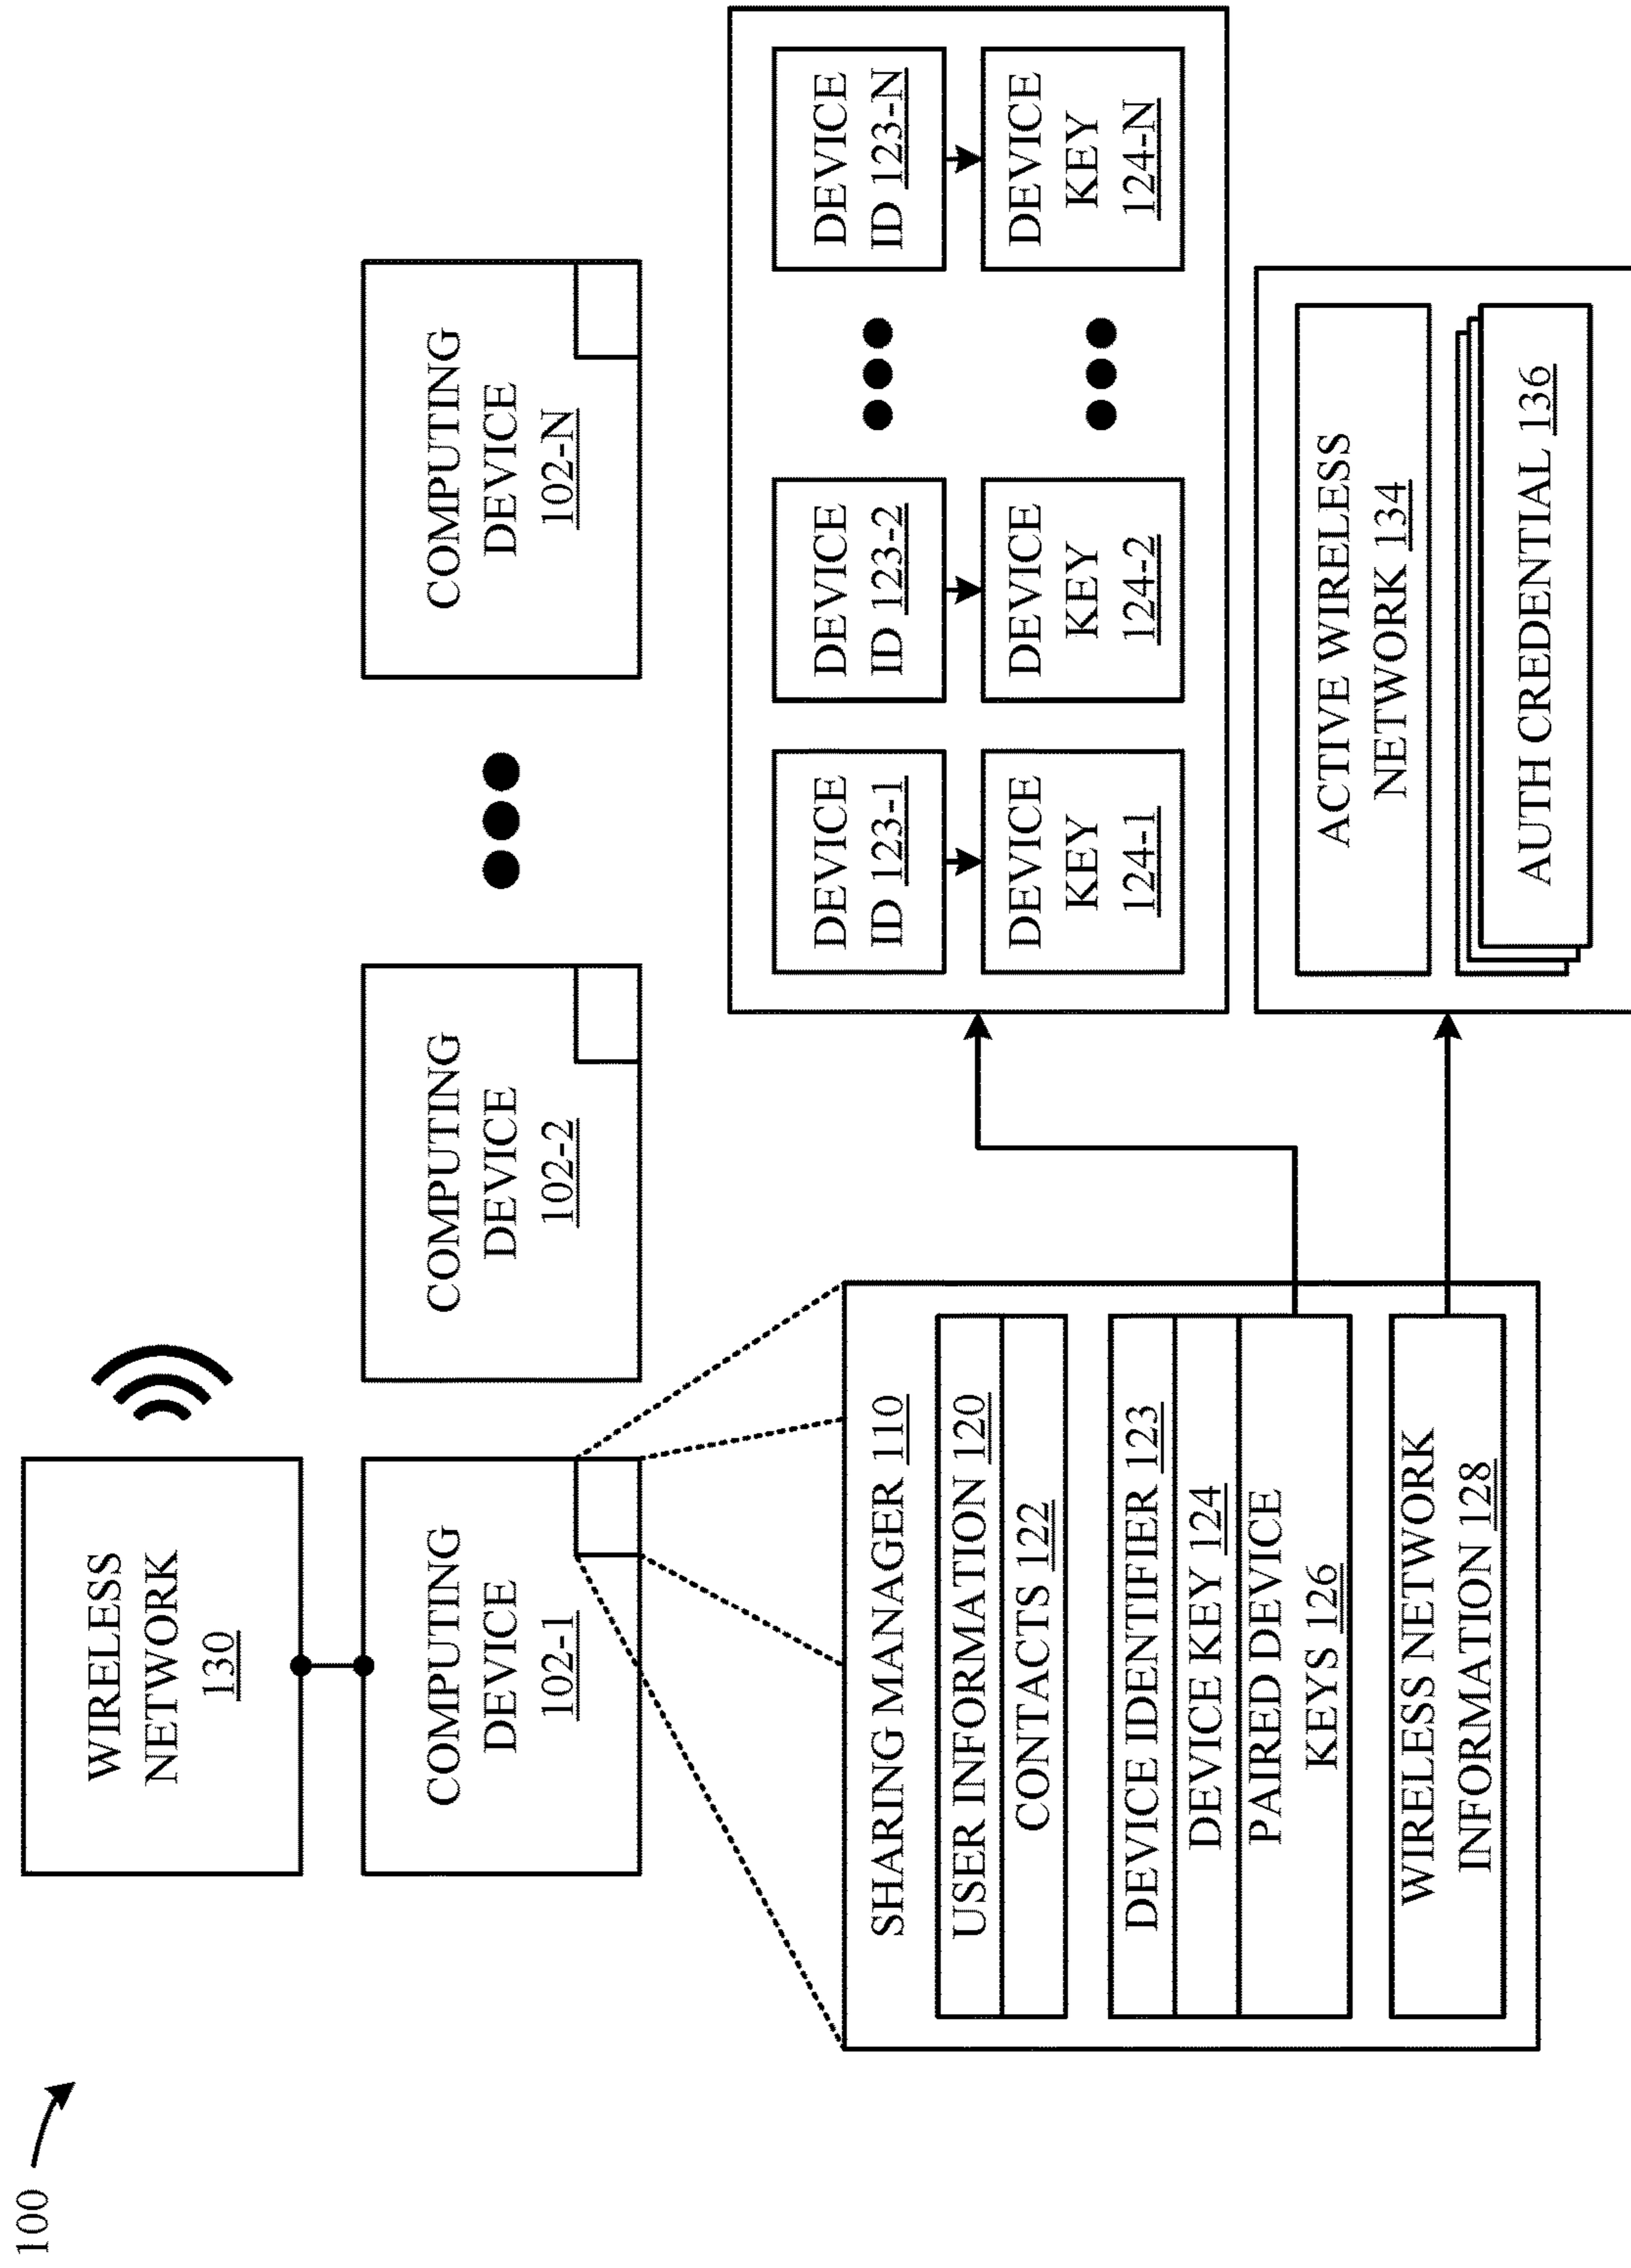 100
WIRELESS
NETWORK
130
COMPUTING
DEVICE
102-1
COMPUTING
DEVICE
102-2
COMPUTING
DEVICE
102-N
SHARING MANAGER 110
USER INFORMATION 120
CONTACTS 122
DEVICE IDENTIFIER 123
DEVICE KEY 124
PAIRED DEVICE
KEYS 126
WIRELESS NETWORK
INFORMATION 128
DEVICE
ID 123-1
DEVICE
KEY
124-1
DEVICE
ID 123-2
DEVICE
KEY
124-2
DEVICE
ID 123-N
DEVICE
KEY
124-N
ACTIVE WIRELESS
NETWORK 134
AUTH CREDENTIAL 136